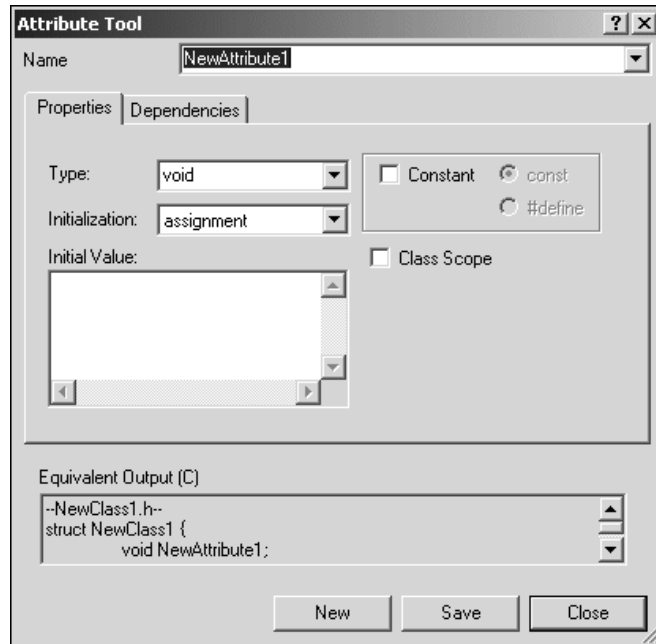 Attribute Tool
Name NewAttribute1
Properties Dependencies
Type: void Constant const
Initialization: assignment #define
Initial Value: Class Scope
Equivalent Output (C)
--NewClass1.h--
struct NewClass1 {
void NewAttribute1;
New Save Close